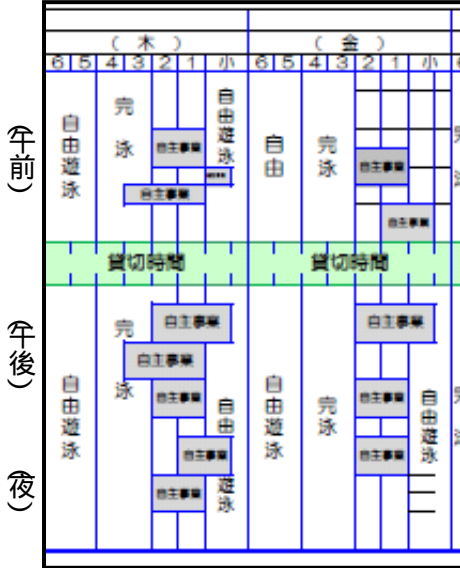 (木) (金)
6 5 4 3 2 1 小 6 5 4 3 2 1 小
(午前)
自由遊泳
完泳
自主事業
自主事業
自由遊泳
自由
完泳
自主事業
自主事業
貸切時間 貸切時間
(午後)
自由遊泳
完泳
自主事業
自主事業
自主事業
自主事業
自主事業
自由遊泳
自由遊泳
完泳
自主事業
自主事業
自主事業
自由遊泳
(夜)